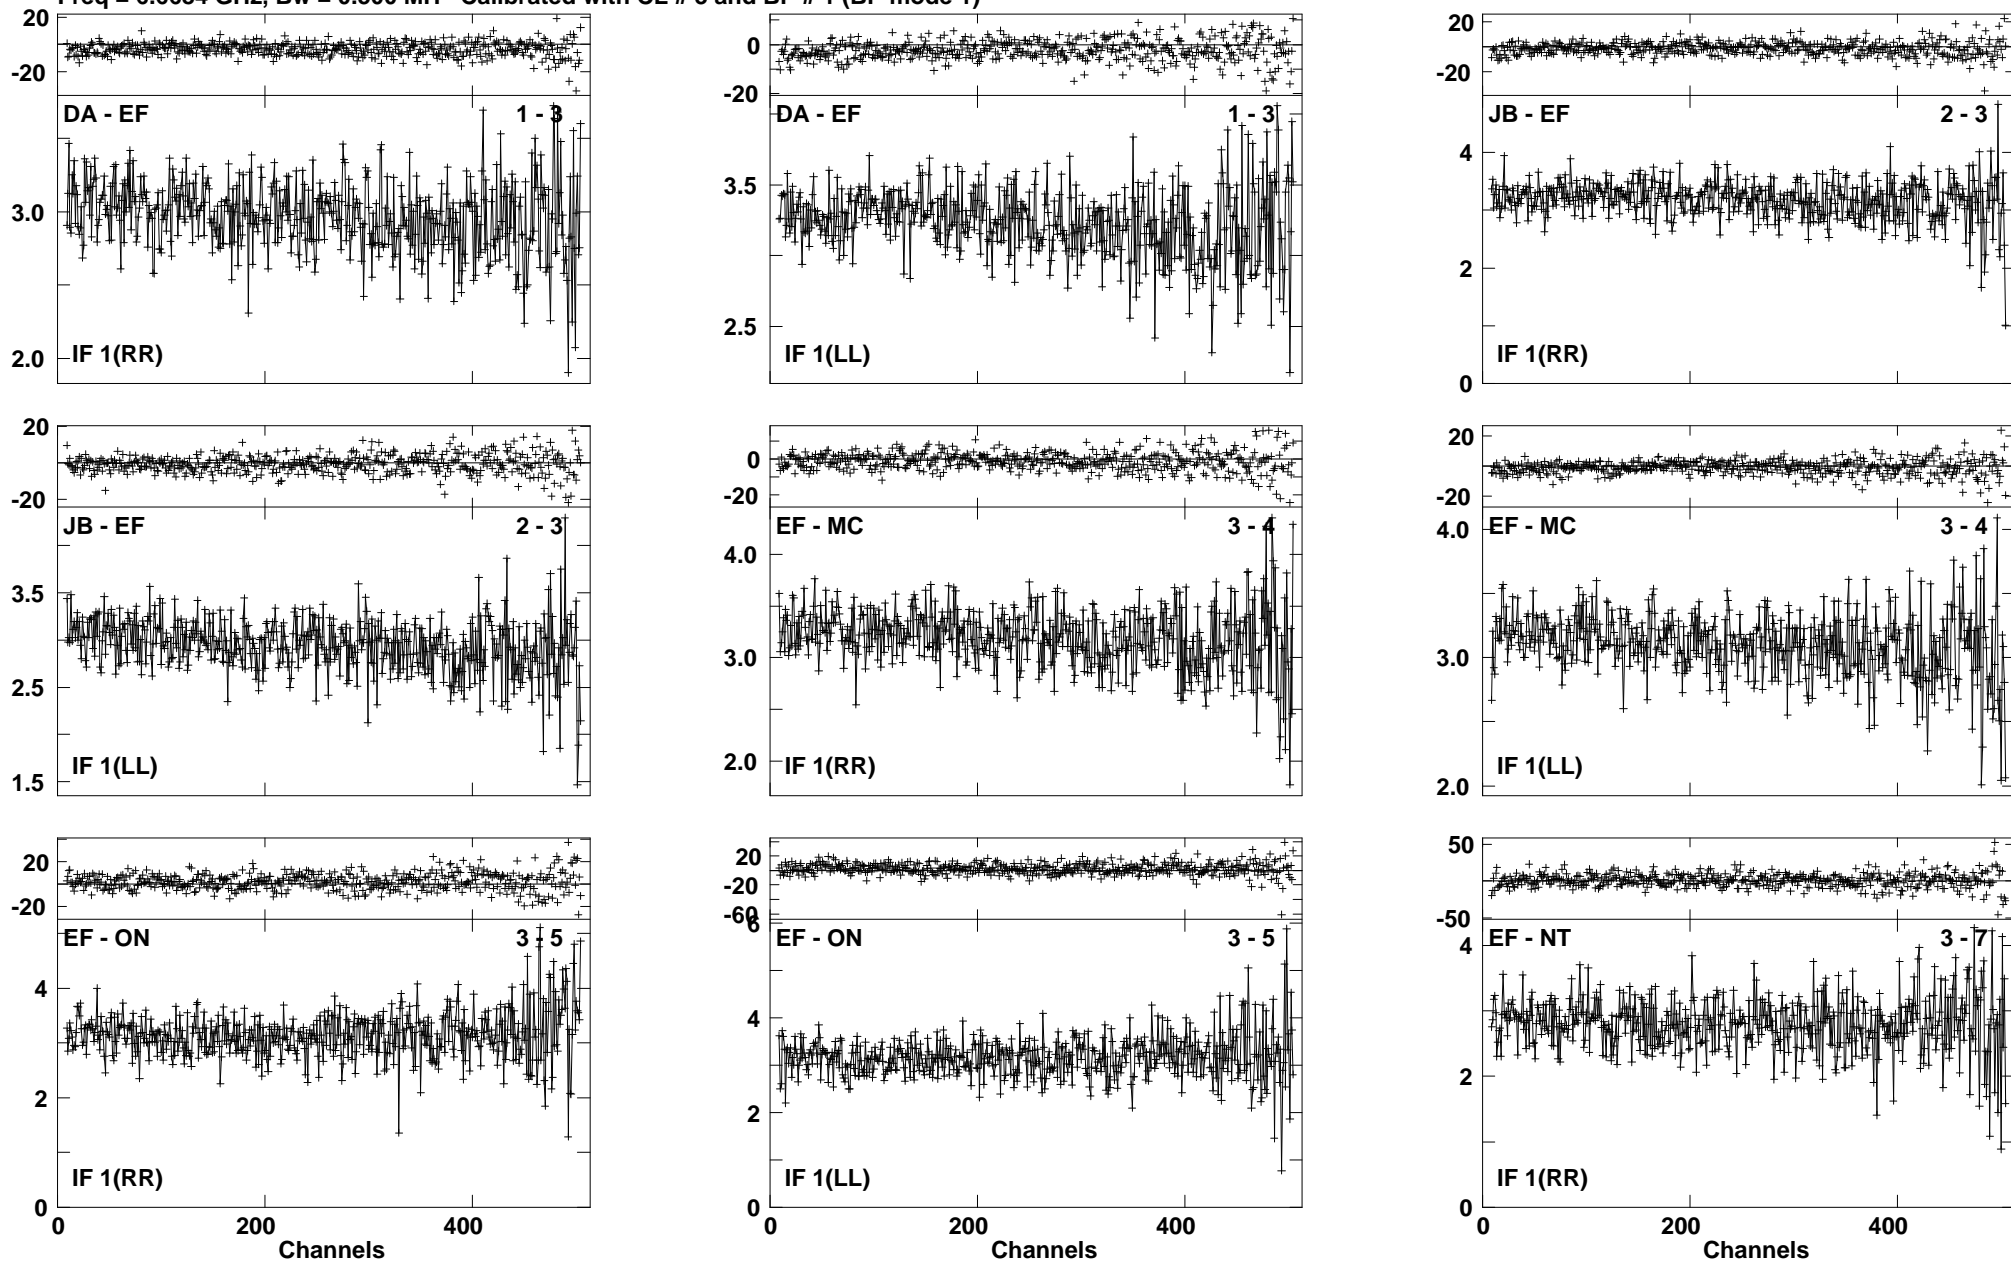 Freq = GHz, Bw = MH Calibrated with CL # and BP # 1 (BP mode 1)
20
-20
DA - EF 1 - 3
3.0
IF 1(RR)
2.0
0
-20
DA - EF 1 - 3
3.5
2.5
IF 1(LL)
20
-20
JB - EF 2 - 3
4
2
IF 1(RR)
0
20
-20
JB - EF 2 - 3
3.5
2.5
IF 1(LL)
1.5
0
-20
EF - MC 3 - 4
4.0
3.0
2.0
IF 1(RR)
20
-20
EF - MC 3 - 4
4.0
3.0
IF 1(LL)
2.0
20
-20
EF - ON 3 - 5
4
2
IF 1(RR)
0
0 200 400
Channels
20
-20
-60
6
EF - ON 3 - 5
4
2
IF 1(LL)
0
0 200 400
Channels
50
-50
EF - NT 3 - 7
4
2
IF 1(RR)
0
0 200 400
Channels